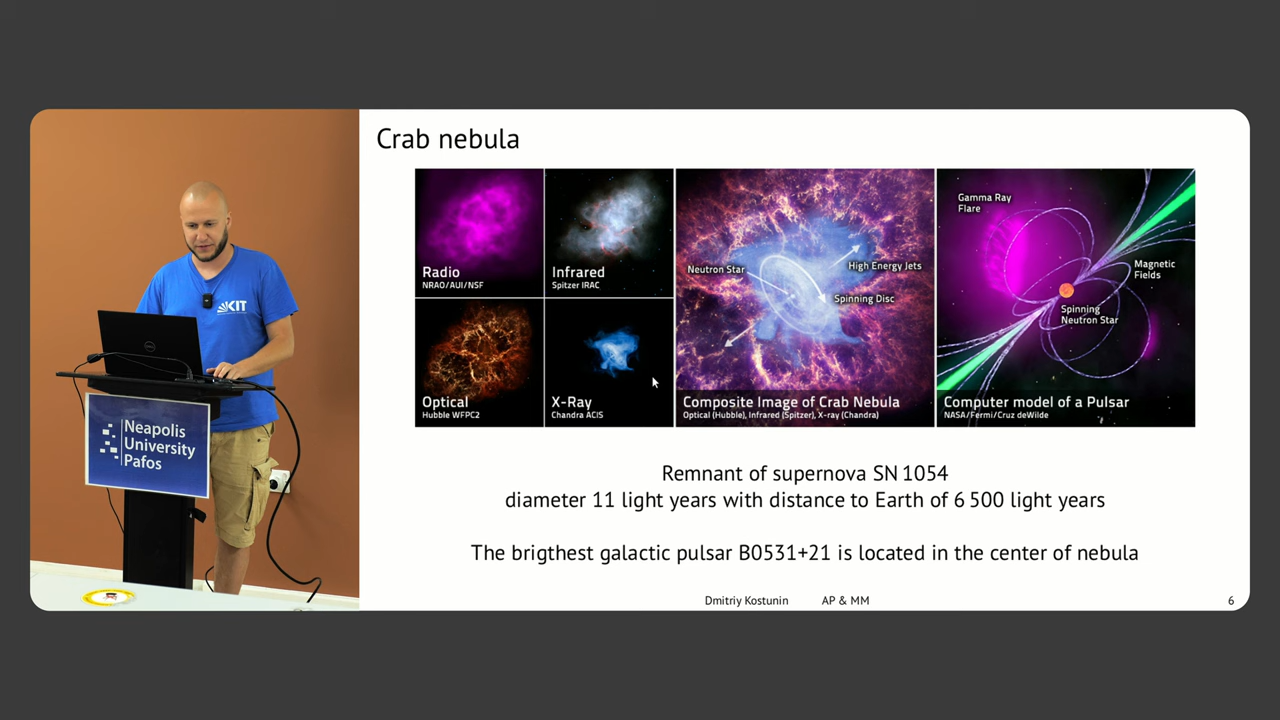 Crab nebula
Radio
NRAO/AUI/NSF
Infrared
Spitzer IRAC
Optical
Hubble WFPC2
X-Ray
Chandra ACIS
Neutron Star
High Energy Jets
Spinning Disc
Composite Image of Crab Nebula
Optical (Hubble), Infrared (Spitzer), X-ray (Chandra)
Gamma Ray
Flare
Magnetic
Fields
Spinning
Neutron Star
Computer model of a Pulsar
NASA/Fermi/Cruz deWilde
Remnant of supernova SN 1054
diameter 11 light years with distance to Earth of 6 500 light years
The brigthest galactic pulsar B0531+21 is located in the center of nebula
Dmitriy Kostunin AP & MM 6
KIT
DELL
Neapolis
University
Pafos